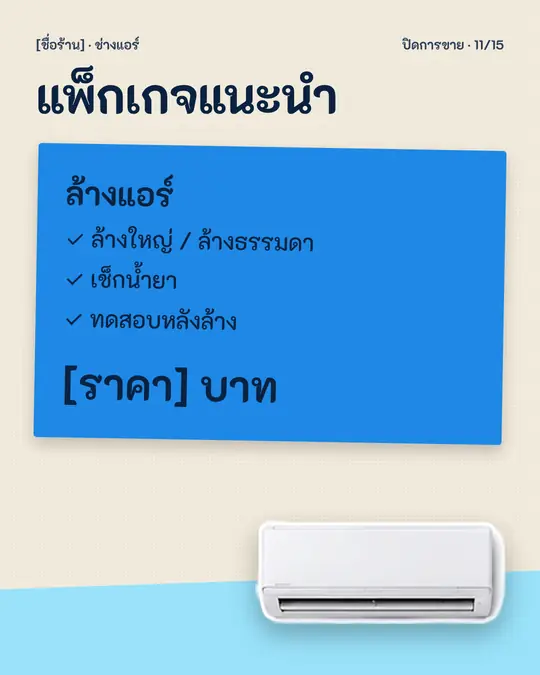 [ชื่อร้าน] · ช่างแอร์
ปิดการขาย · 11/15
แพ็กเกจแนะนำ
ล้างแอร์
✓ ล้างใหญ่ / ล้างธรรมดา
✓ เช็กน้ำยา
✓ ทดสอบหลังล้าง
[ราคา] บาท